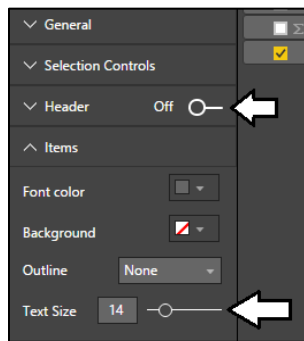 General
Selection Controls
Header Off
Items
Font color
Background
Outline None
Text Size 14